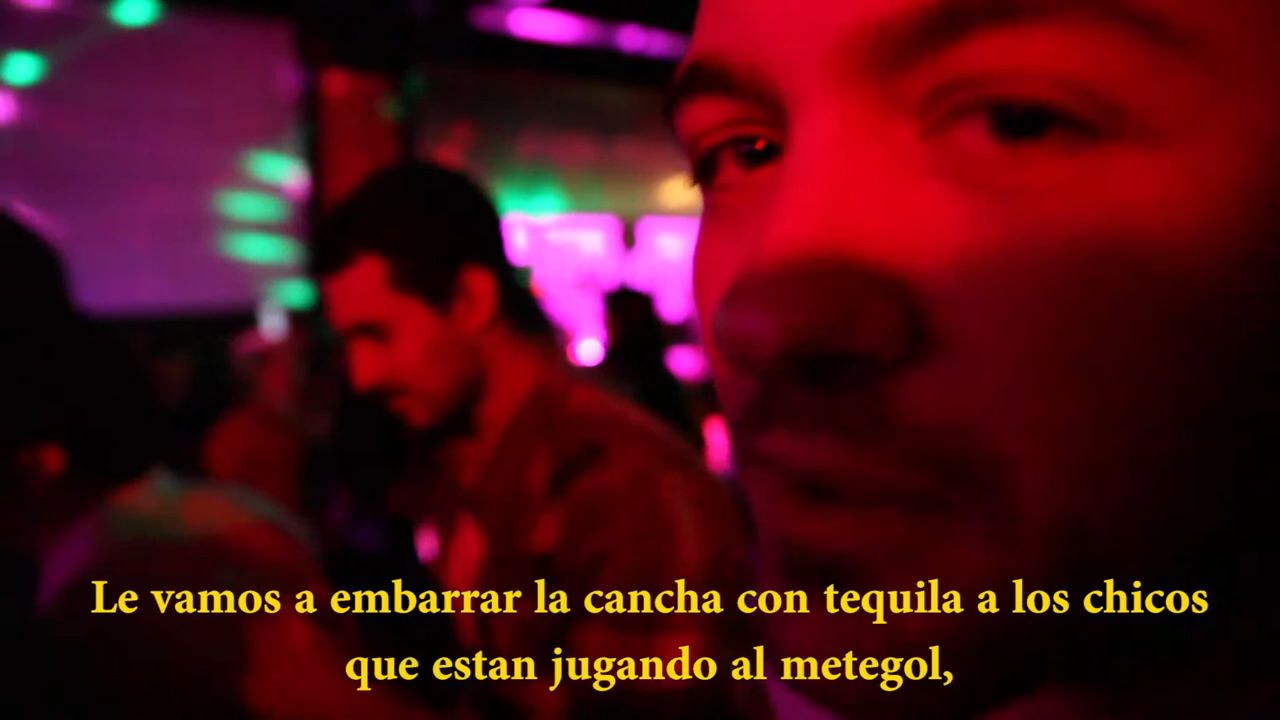 Le vamos a embarrar la cancha con tequila a los chicos
que estan jugando al metegol,